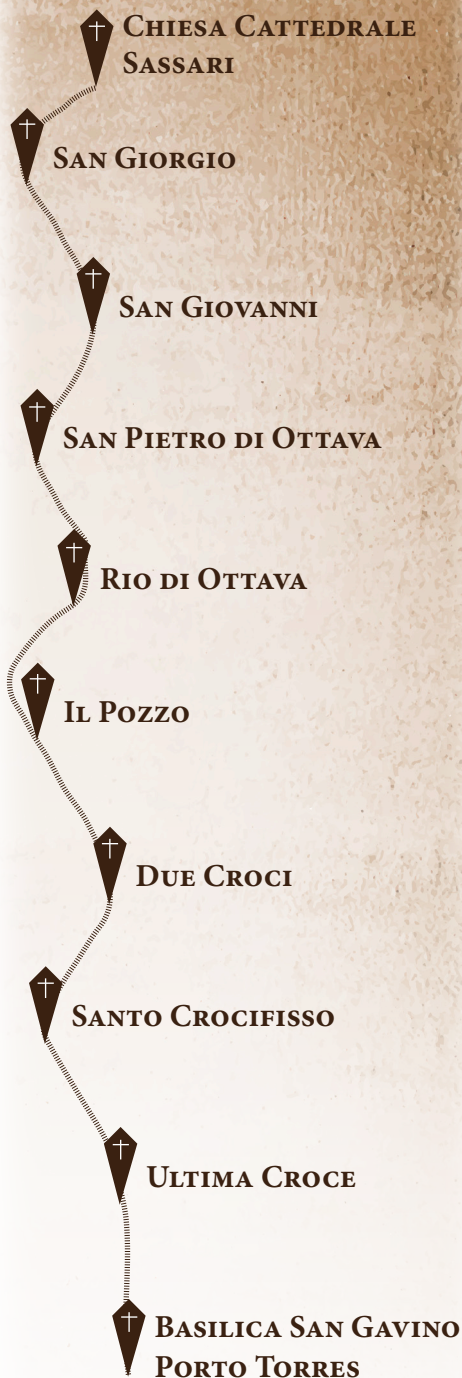 Chiesa Cattedrale
Sassari
San Giorgio
San Giovanni
San Pietro di Ottava
Rio di Ottava
Il Pozzo
Due Croci
Santo Crocifisso
Ultima Croce
Basilica San Gavino
Porto Torres